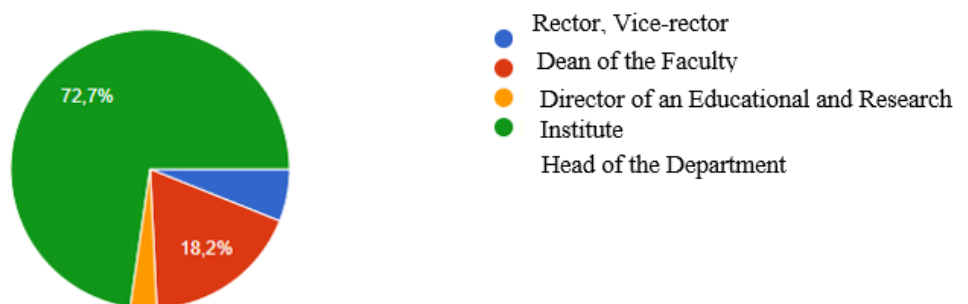 72,7%
18,2%
Rector, Vice-rector
Dean of the Faculty
Director of an Educational and Research
Institute
Head of the Department